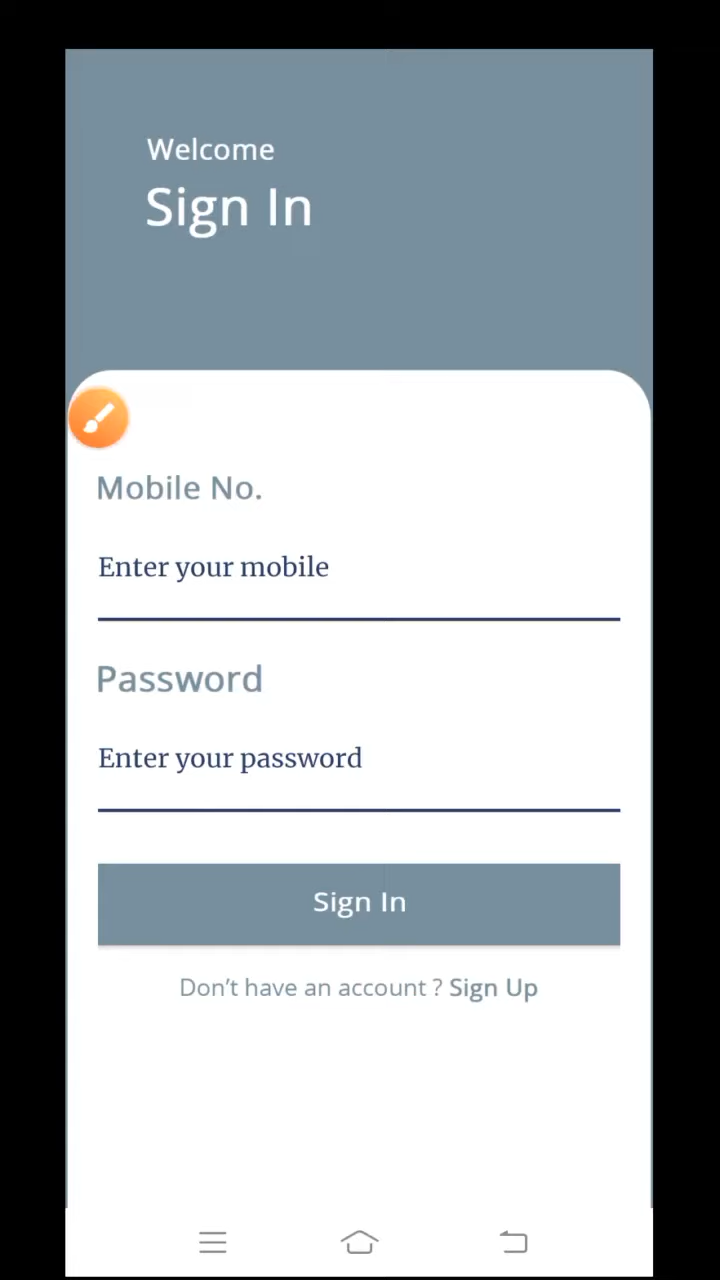 Welcome
Sign In
Mobile No.
Enter your mobile
Password
Enter your password
Sign In
Don’t have an account ? Sign Up